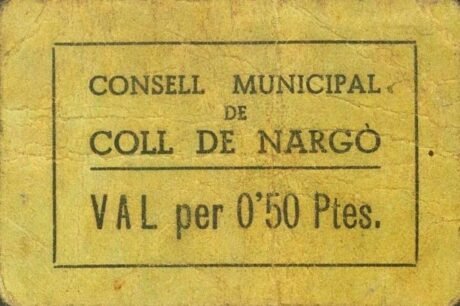 CONSELL MUNICIPAL
DE
COLL DE NARGÒ
VAL per 0'50 Ptes.